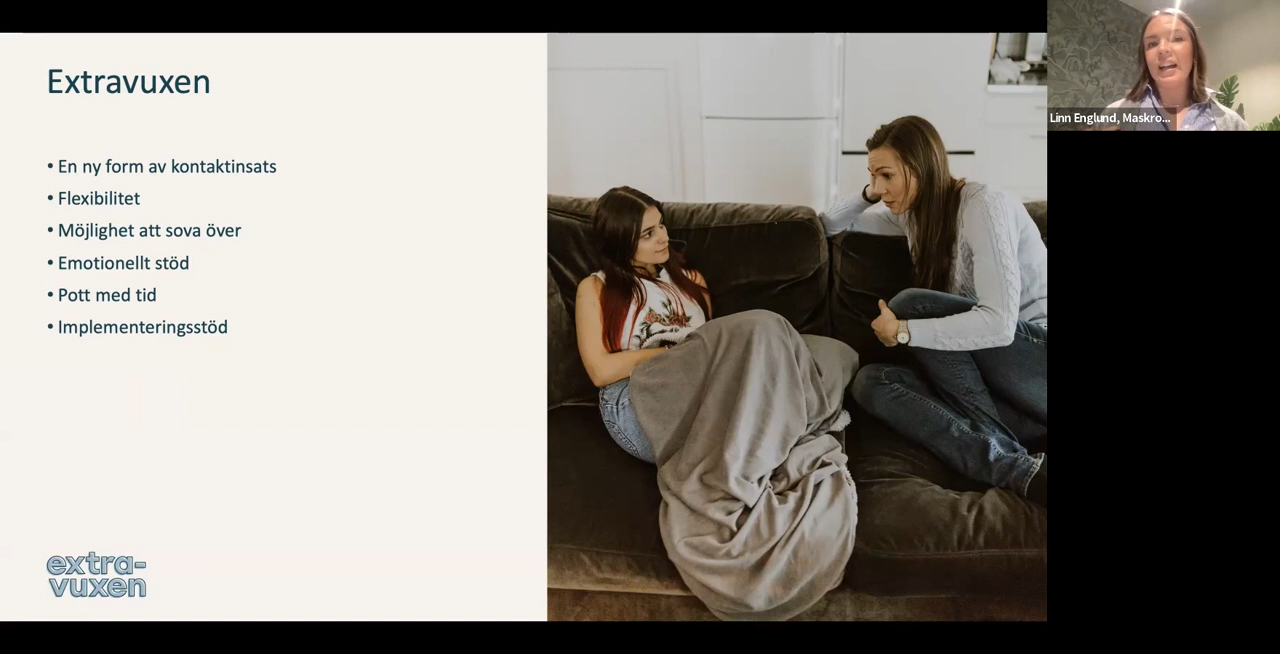 Extravuxen
• En ny form av kontaktinsats
• Flexibilitet
• Möjlighet att sova över
• Emotionellt stöd
• Pott med tid
• Implementeringsstöd
extra-
vuxen
Linn Englund, Maskro...